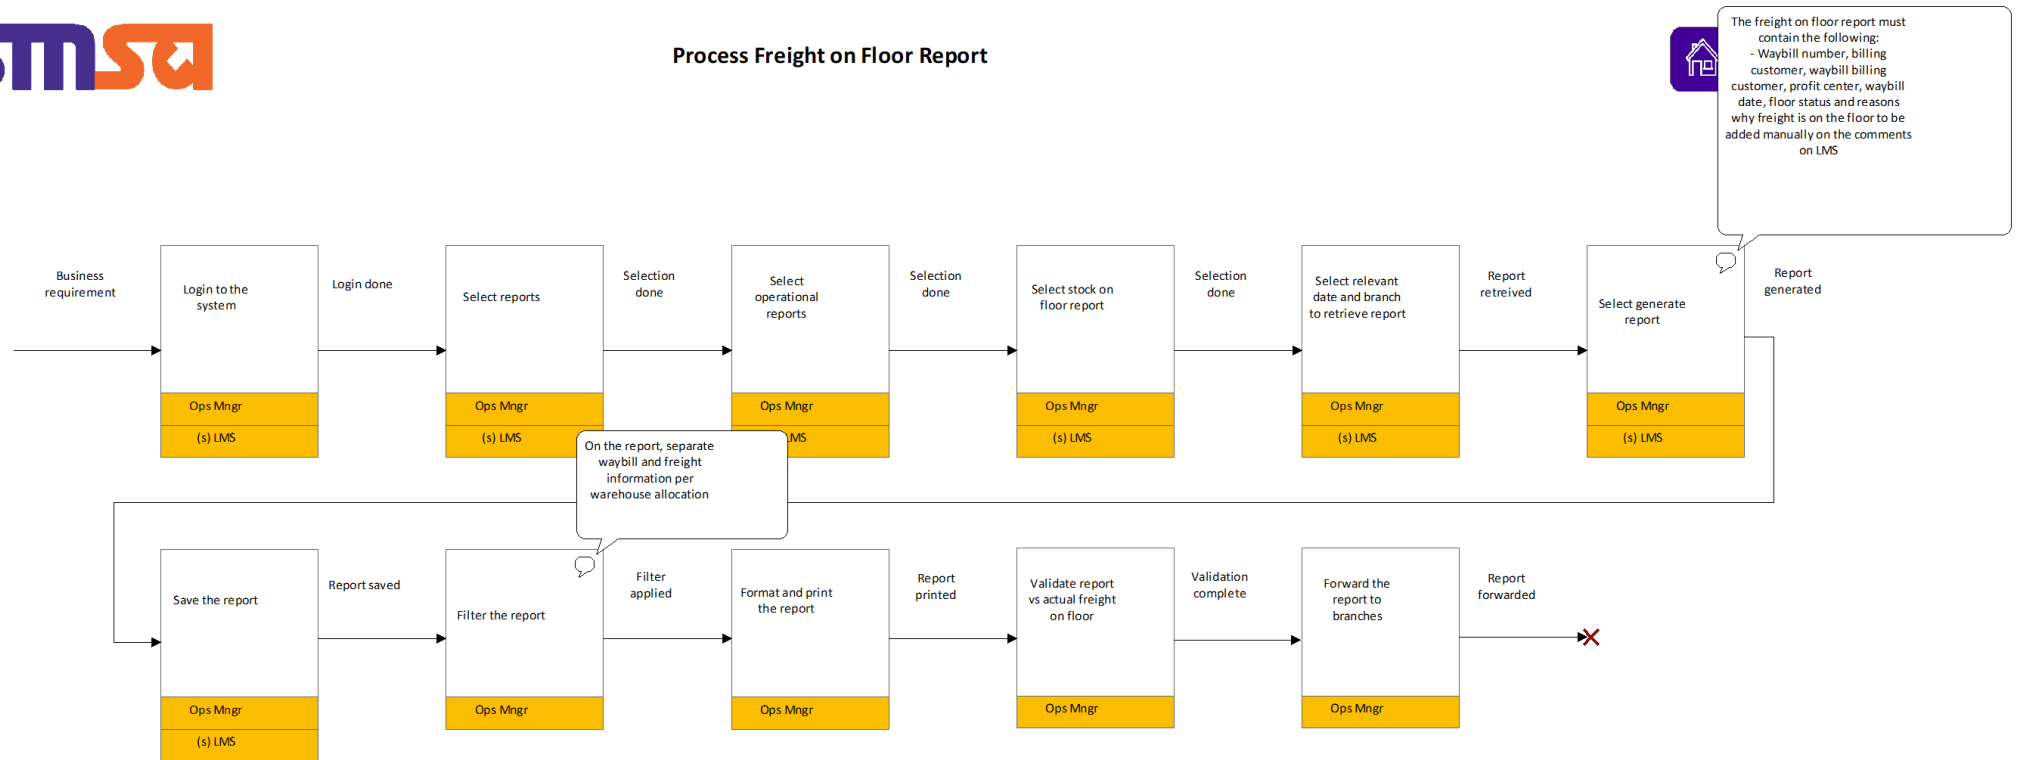 smsa
Process Freight on Floor Report
The freight on floor report must
contain the following:
- Waybill number, billing
customer, waybill billing
customer, profit center, waybill
date, floor status and reasons
why freight is on the floor to be
added manually on the comments
on LMS
Business
requirement
Login to the
system
Login done
Select reports
Selection
done
Select
operational
reports
Selection
done
Select stock on
floor report
Selection
done
Select relevant
date and branch
to retrieve report
Report
retreived
Select generate
report
Report
generated
Ops Mngr
(s) LMS
Ops Mngr
(s) LMS
Ops Mngr
LMS
Ops Mngr
(s) LMS
Ops Mngr
(s) LMS
Ops Mngr
(s) LMS
On the report, separate
waybill and freight
information per
warehouse allocation
Save the report
Report saved
Filter the report
Filter
applied
Format and print
the report
Report
printed
Validate report
vs actual freight
on floor
Validation
complete
Forward the
report to
branches
Report
forwarded
Ops Mngr
(s) LMS
Ops Mngr
Ops Mngr
Ops Mngr
Ops Mngr